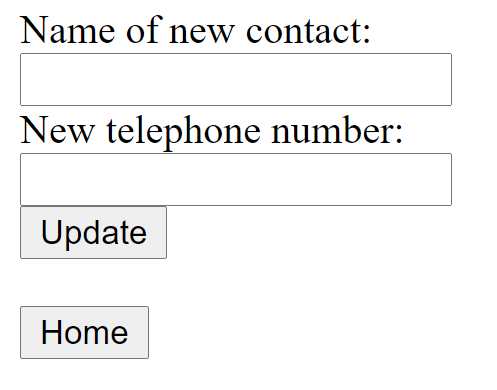 Name of new contact:
New telephone number:
Update
Home